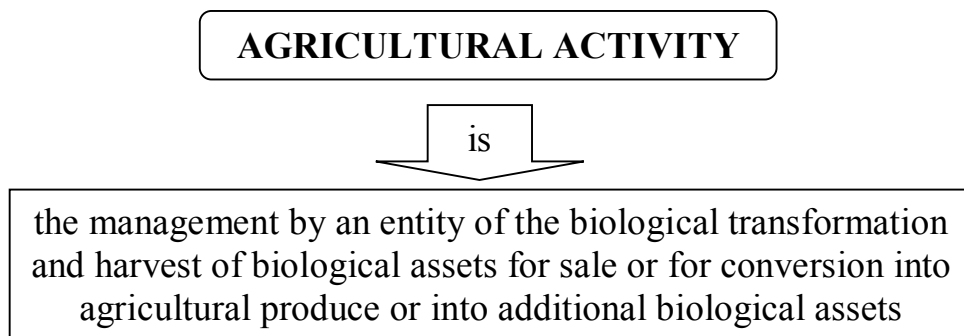 AGRICULTURAL ACTIVITY
is
the management by an entity of the biological transformation
and harvest of biological assets for sale or for conversion into
agricultural produce or into additional biological assets